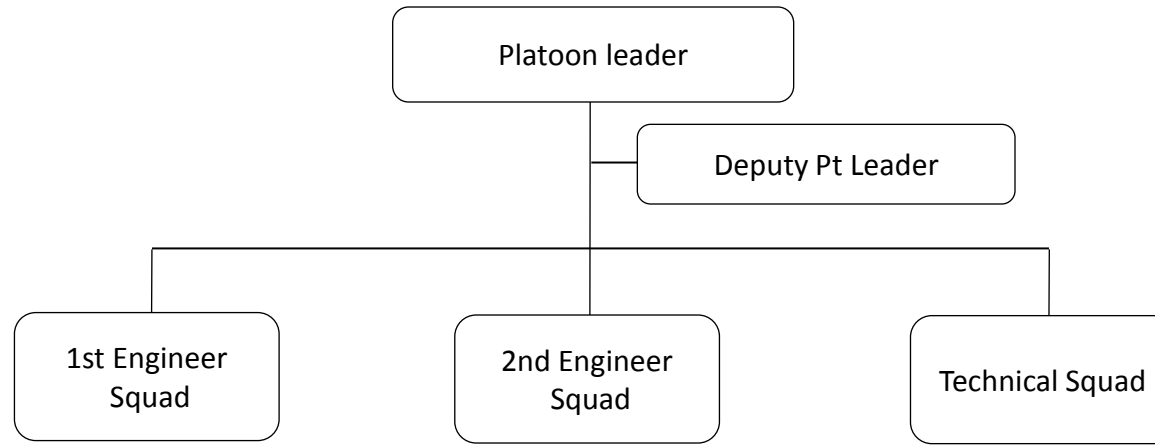 Platoon leader
Deputy Pt Leader
1st Engineer
Squad
2nd Engineer
Squad
Technical Squad